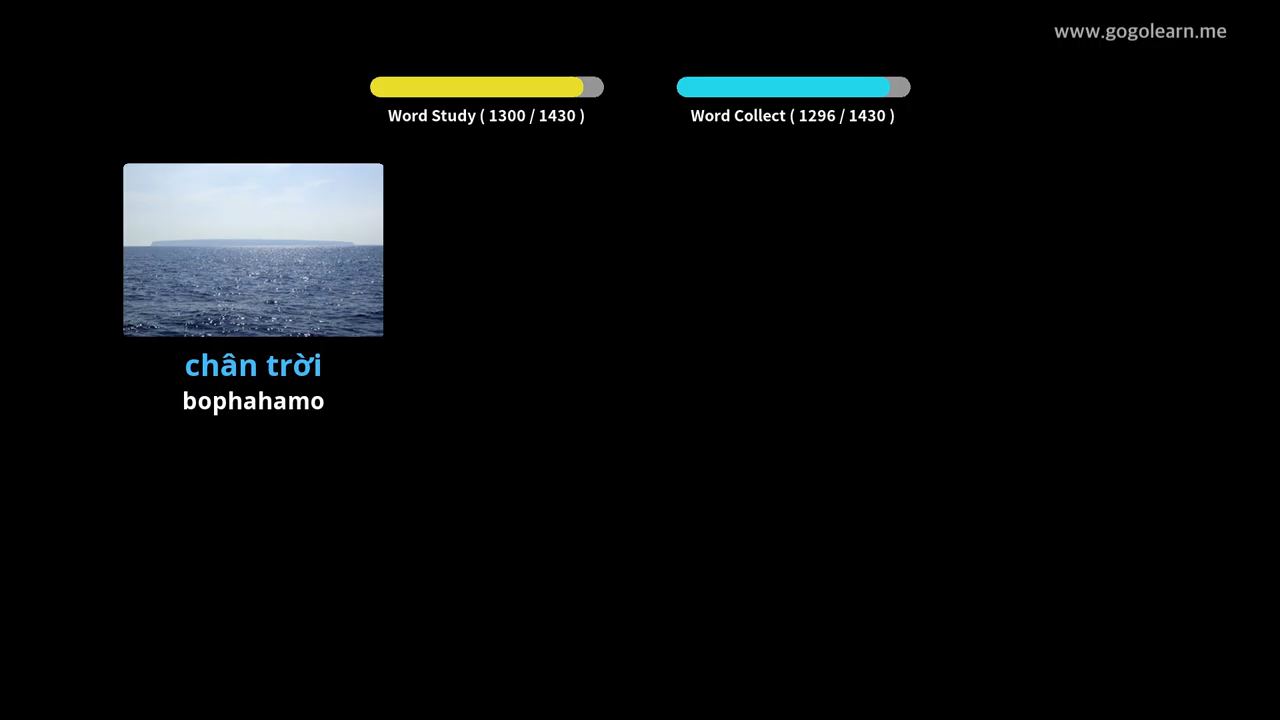 www.gogolearn.me
Word Study ( 1300 / 1430 )
Word Collect ( 1296 / 1430 )
chân trời
bophahamo